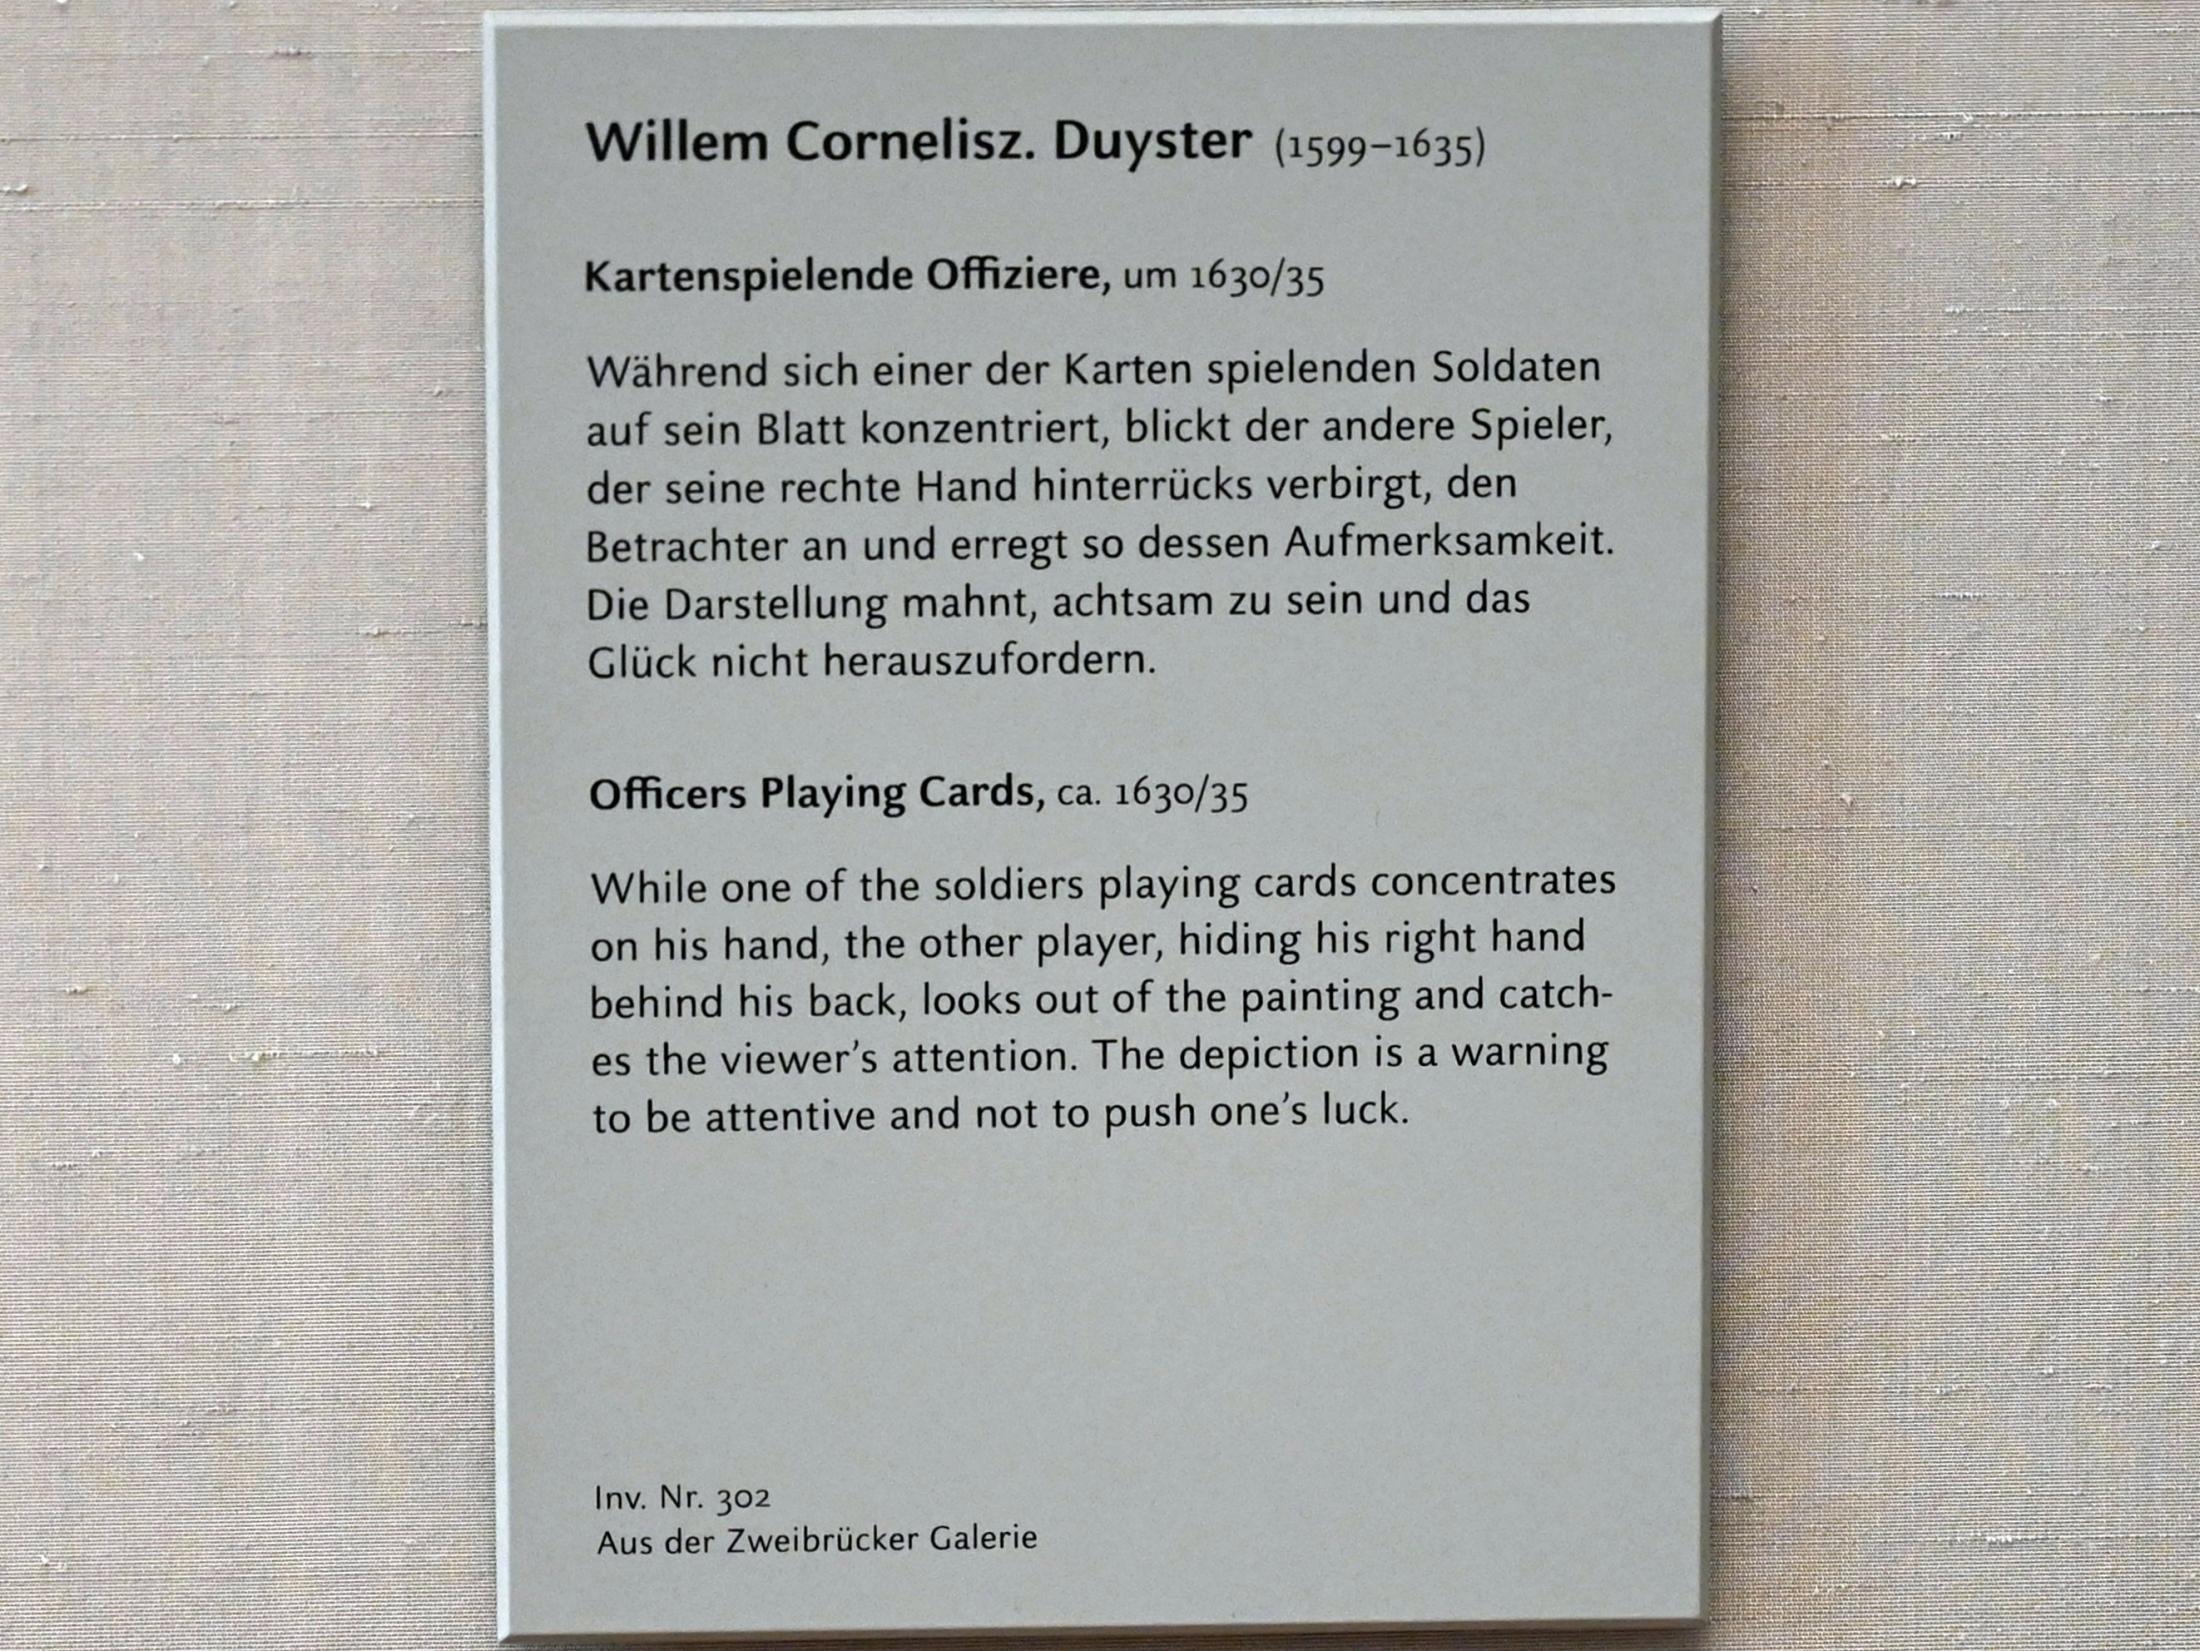 Willem Cornelisz. Duyster (1599–1635)
Kartenspielende Offiziere, um 1630/35
Während sich einer der Karten spielenden Soldaten
auf sein Blatt konzentriert, blickt der andere Spieler,
der seine rechte Hand hinterrücks verbirgt, den
Betrachter an und erregt so dessen Aufmerksamkeit.
Die Darstellung mahnt, achtsam zu sein und das
Glück nicht herauszufordern.
Officers Playing Cards, ca. 1630/35
While one of the soldiers playing cards concentrates
on his hand, the other player, hiding his right hand
behind his back, looks out of the painting and catch-
es the viewer’s attention. The depiction is a warning
to be attentive and not to push one’s luck.
Inv. Nr. 302
Aus der Zweibrücker Galerie